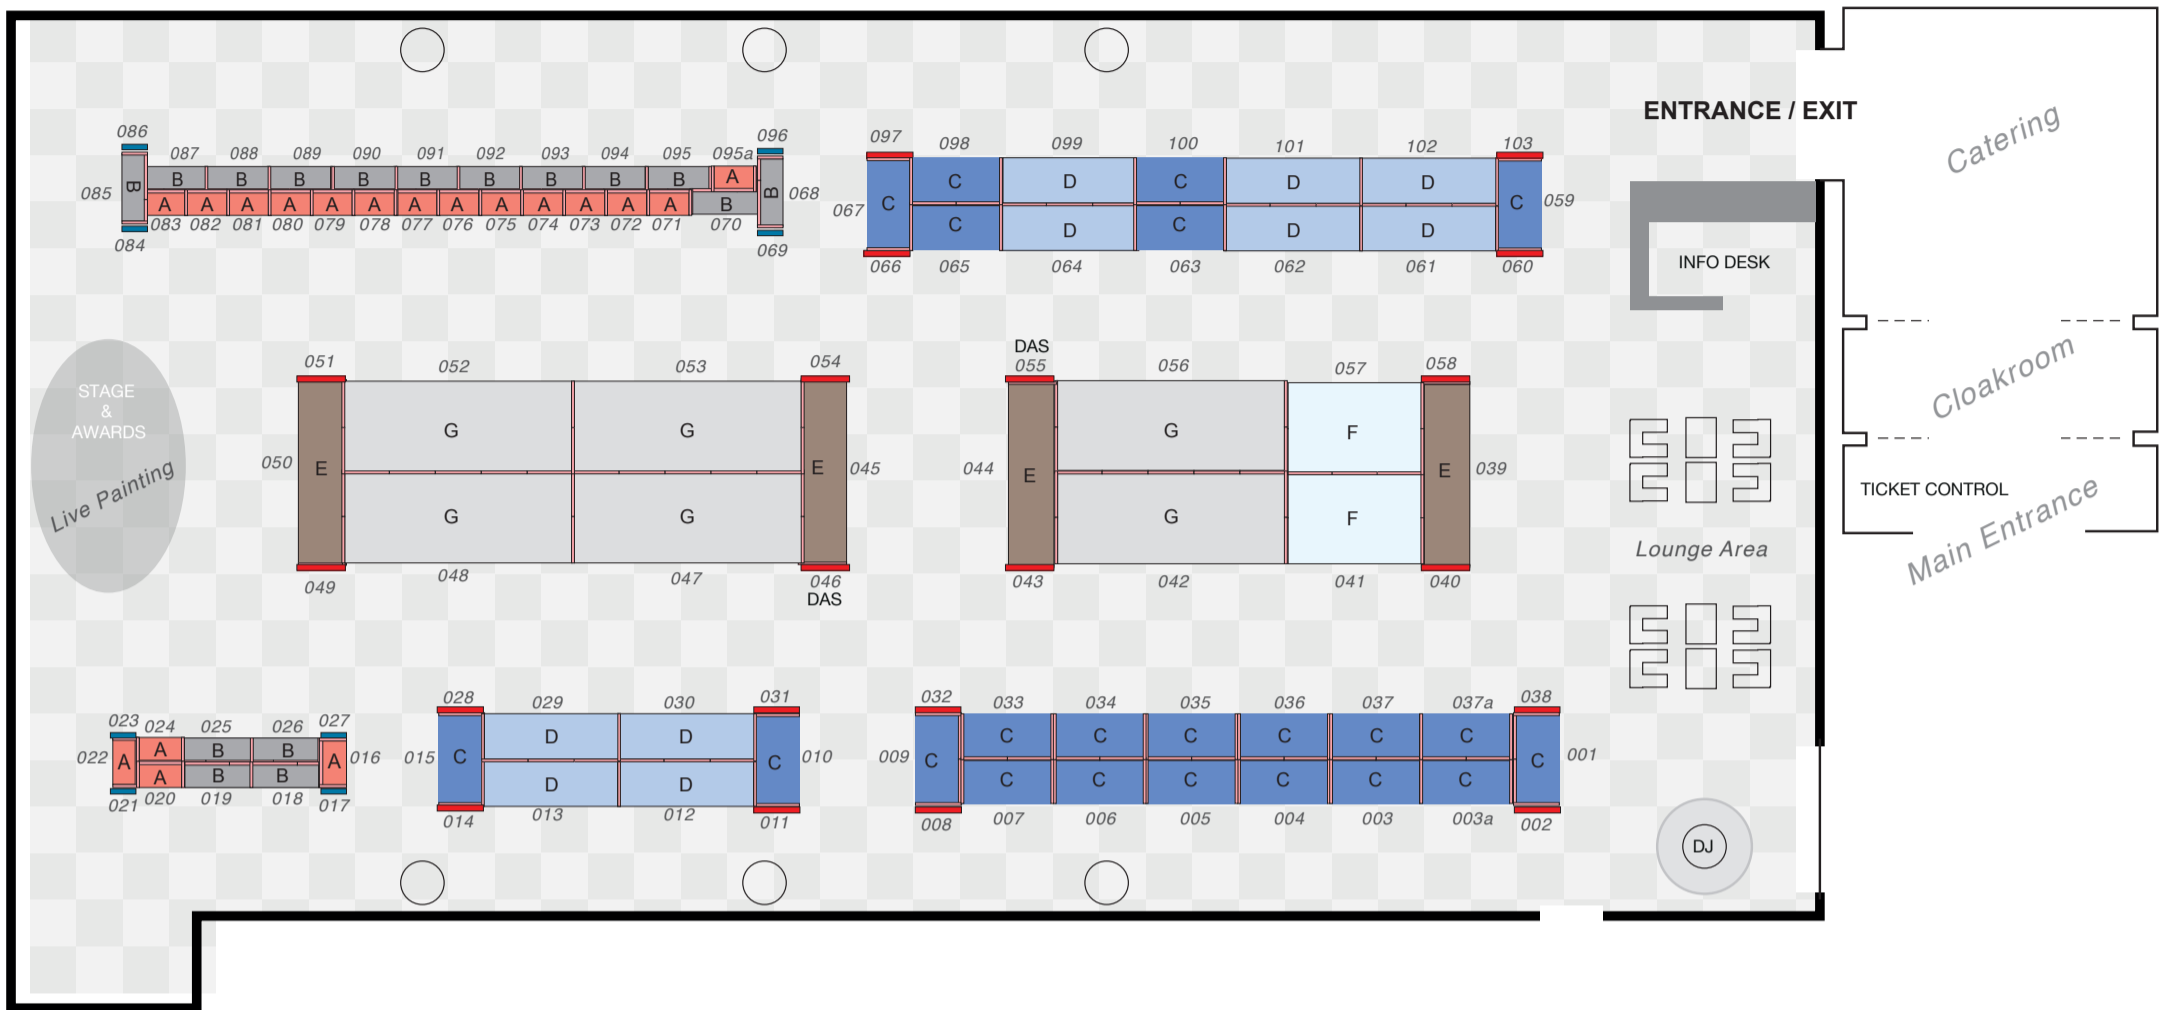 ENTRANCE / EXIT
Catering
086
087
088
089
090
091
092
093
094
095
095a
096
085
B
B
B
B
B
B
B
B
B
B
A
B
068
A
A
A
A
A
A
A
A
A
A
A
A
A
B
084
083
082
081
080
079
078
077
076
075
074
073
072
071
070
069
097
098
099
100
101
102
103
067
C
C
D
C
D
D
C
059
C
D
C
D
D
066
065
064
063
062
061
060
INFO DESK
Cloakroom
TICKET CONTROL
Main Entrance
STAGE
&
AWARDS
Live Painting
051
052
053
054
050
E
G
G
E
045
G
G
049
048
047
046
DAS
DAS
055
056
057
058
044
E
G
F
E
039
G
F
043
042
041
040
Lounge Area
023
024
025
026
027
022
A
A
B
B
A
016
A
B
B
021
020
019
018
017
028
029
030
031
015
C
D
D
C
010
D
D
014
013
012
011
032
033
034
035
036
037
037a
038
009
C
C
C
C
C
C
C
C
001
C
C
C
C
C
C
008
007
006
005
004
003
003a
002
DJ